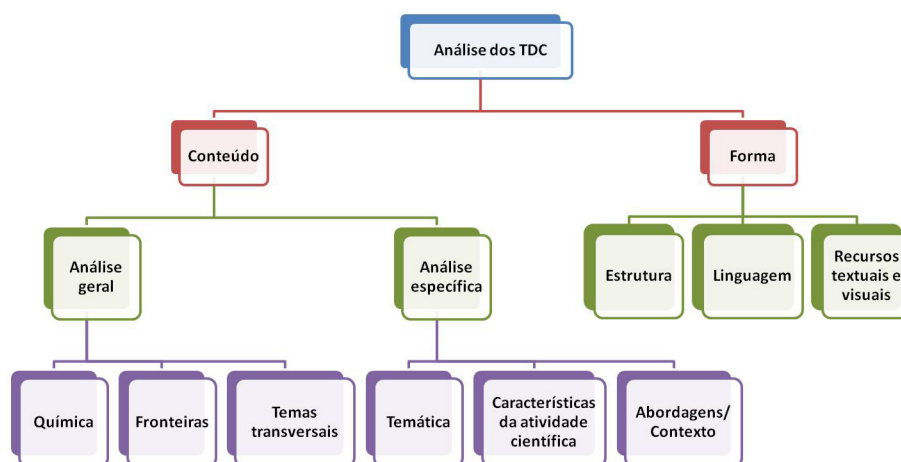 Análise dos TDC
Conteúdo
Forma
Análise
geral
Análise
específica
Estrutura
Linguagem
Recursos
textuais e
visuais
Química
Fronteiras
Temas
transversais
Temática
Características
da atividade
científica
Abordagens/
Contexto